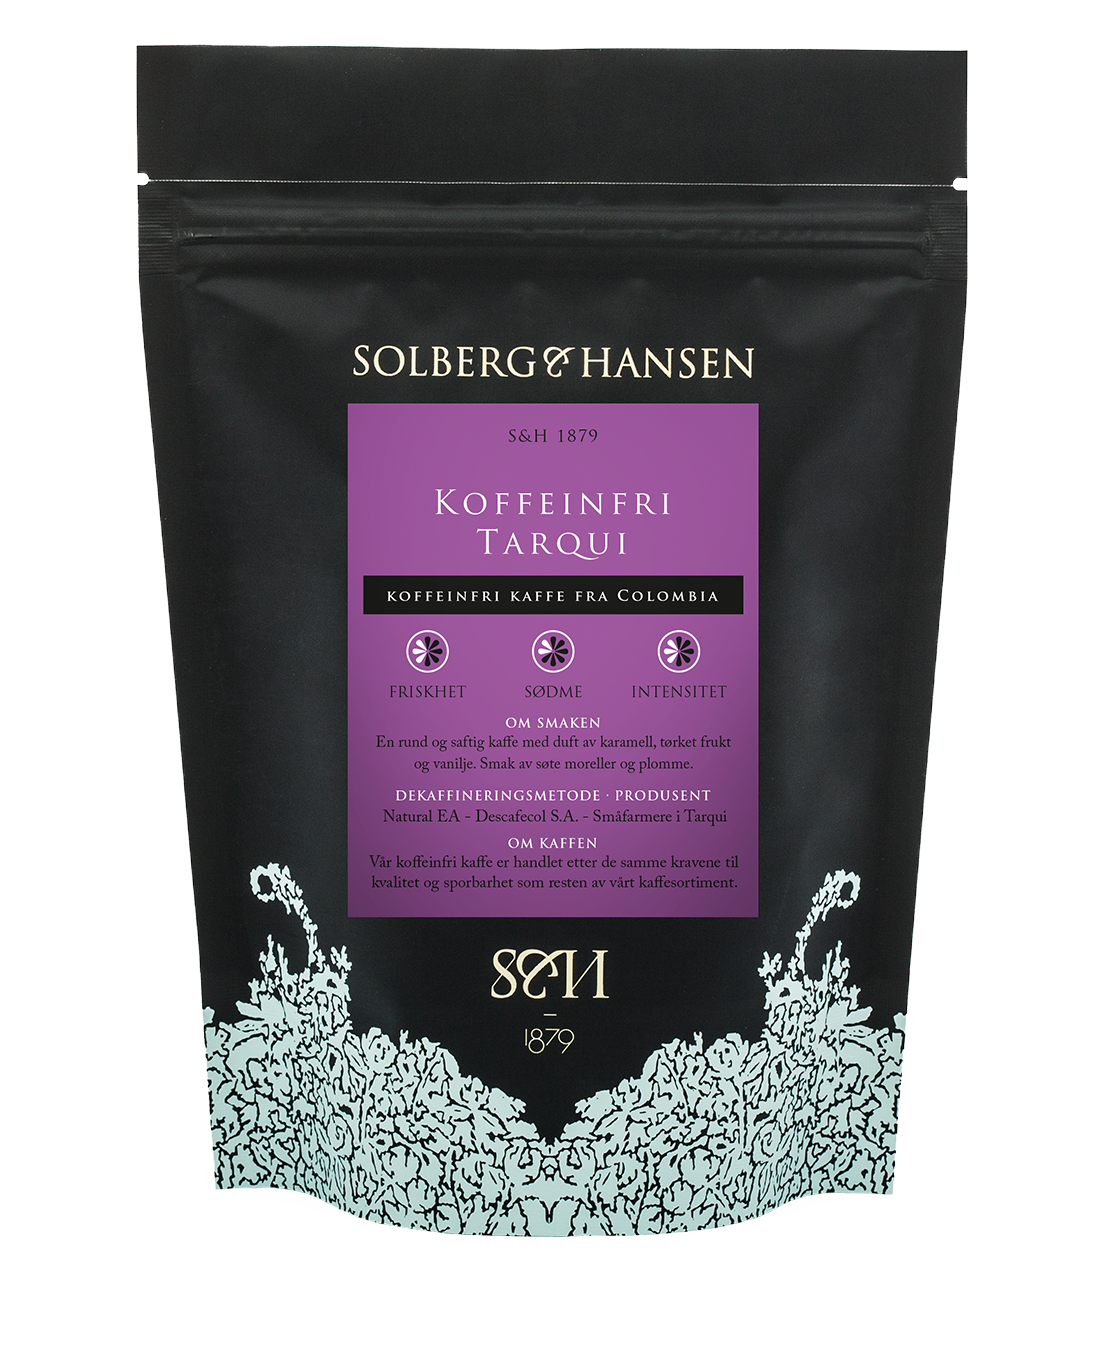 SOLBERG & HANSEN
S&H 1879
KOFFEINFRI
TARQUI
KOFFEINFRI KAFFE FRA COLOMBIA
FRISKHET SØDME INTENSITET
OM SMAKEN
En rund og saftig kaffe med duft av karamell, tørket frukt
og vanilje. Smak av søte moreller og plomme.
DEKAFFINERINGSMETODE · PRODUSENT
Natural EA - Descafecol S.A. - Småfarmere i Tarqui
OM KAFFEN
Vår koffeinfri kaffe er handlet etter de samme kravene til
kvalitet og sporbarhet som resten av vårt kaffesortiment.
S&H
1879